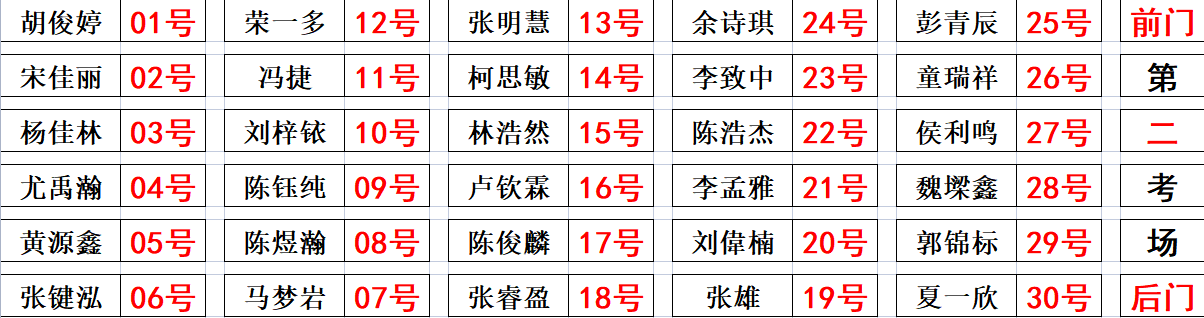 胡俊婷 01号 荣一多 12号 张明慧 13号 余诗琪 24号 彭青辰 25号 前门
宋佳丽 02号 冯捷 11号 柯思敏 14号 李致中 23号 童瑞祥 26号 第
杨佳林 03号 刘梓铱 10号 林浩然 15号 陈浩杰 22号 侯利鸣 27号 二
尤禹瀚 04号 陈钰纯 09号 卢钦霖 16号 李孟雅 21号 魏墚鑫 28号 考
黄源鑫 05号 陈煜瀚 08号 陈俊麟 17号 刘偉楠 20号 郭锦标 29号 场
张键泓 06号 马梦岩 07号 张睿盈 18号 张雄 19号 夏一欣 30号 后门